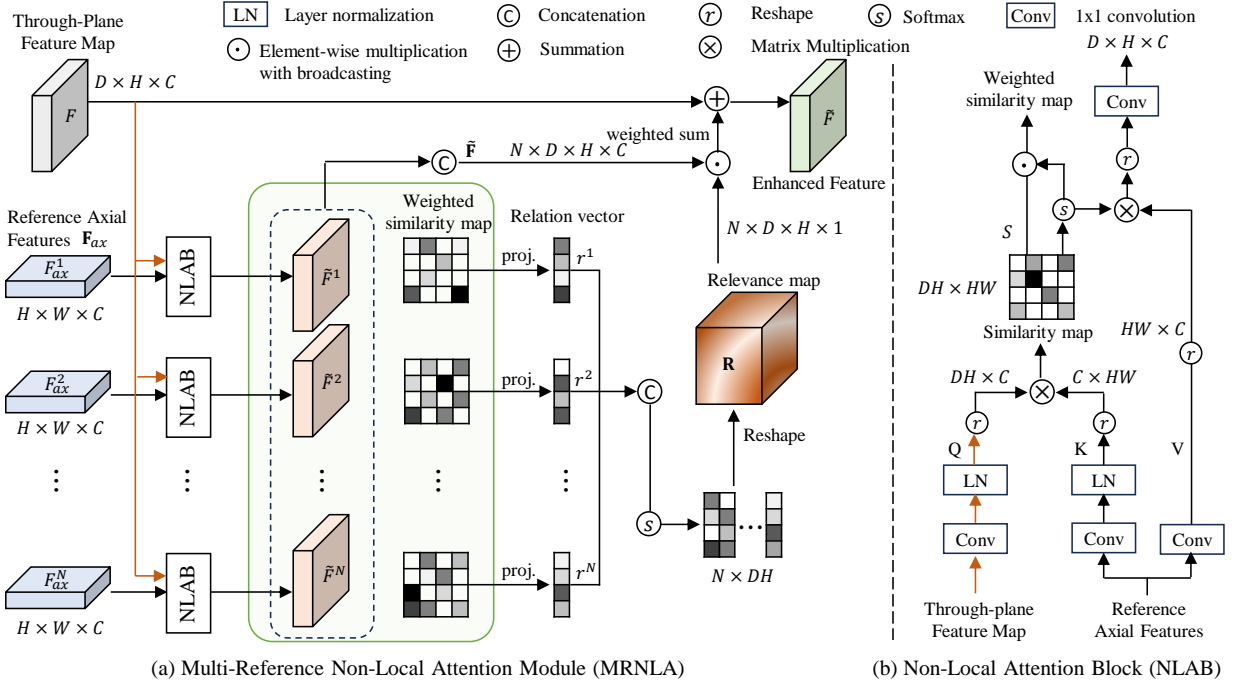 LN Layer normalization
C Concatenation
r Reshape
s Softmax
Conv 1x1 convolution
Element-wise multiplication
with broadcasting
Summation
Matrix Multiplication
Through-Plane
Feature Map
D × H × C
F
weighted sum
F̃
Enhanced Feature
C
F̃
N × D × H × C
Reference Axial
Features F_ax
Weighted
similarity map
Relation vector
N × D × H × 1
F_ax^1
H × W × C
NLAB
F̃^1
proj.
r^1
Relevance map
R
F_ax^2
H × W × C
NLAB
F̃^2
proj.
r^2
C
Reshape
⋮
⋮
⋮
⋮
s
...
N × DH
F_ax^N
H × W × C
NLAB
F̃^N
proj.
r^N
(a) Multi-Reference Non-Local Attention Module (MRNLA)
D × H × C
Weighted
similarity map
Conv
r
s
S
DH × HW
Similarity map
HW × C
r
DH × C
C × HW
r
r
Q
K
V
LN
LN
Conv
Conv
Conv
Through-plane
Feature Map
Reference
Axial Features
(b) Non-Local Attention Block (NLAB)